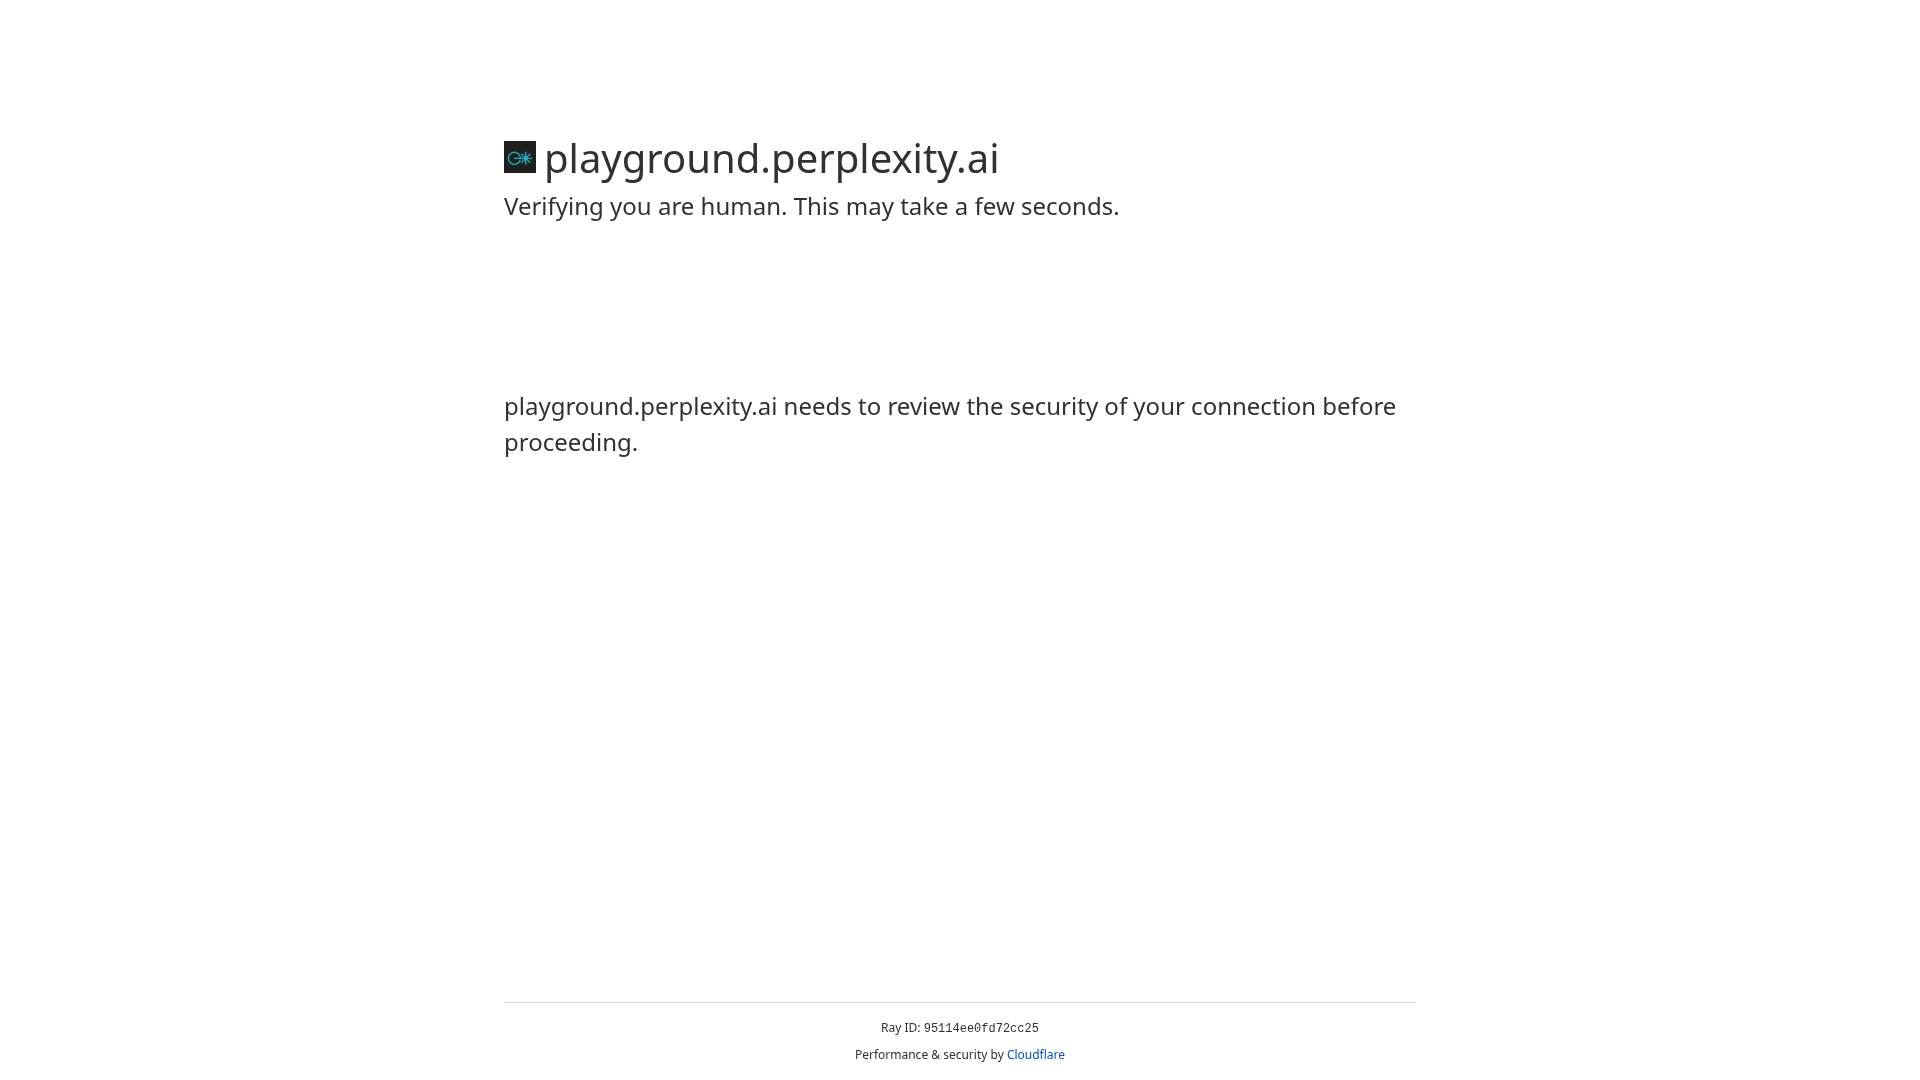 playground.perplexity.ai
Verifying you are human. This may take a few seconds.
playground.perplexity.ai needs to review the security of your connection before
proceeding.
Ray ID: 95114ee0fd72cc25
Performance & security by Cloudflare